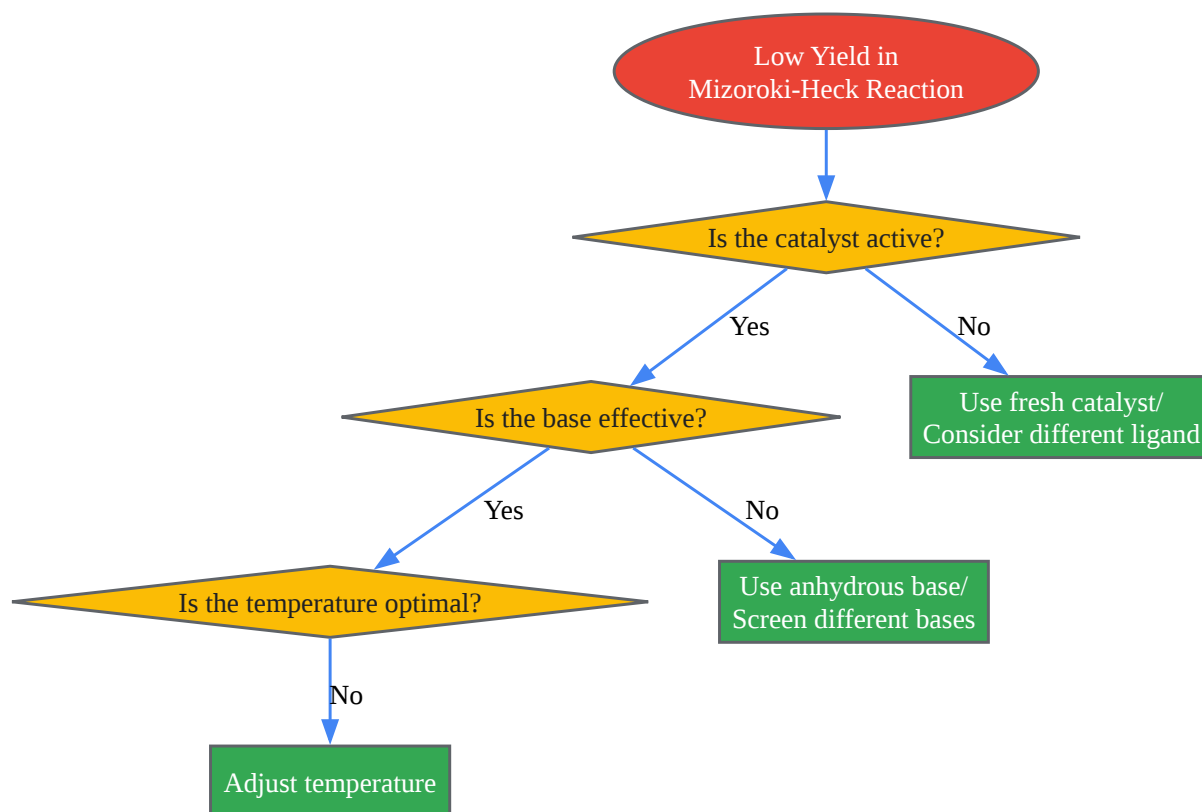 Low Yield in
Mizoroki-Heck Reaction
Is the catalyst active?
Yes
No
Use fresh catalyst/
Consider different ligand
Is the base effective?
Yes
No
Use anhydrous base/
Screen different bases
Is the temperature optimal?
No
Adjust temperature